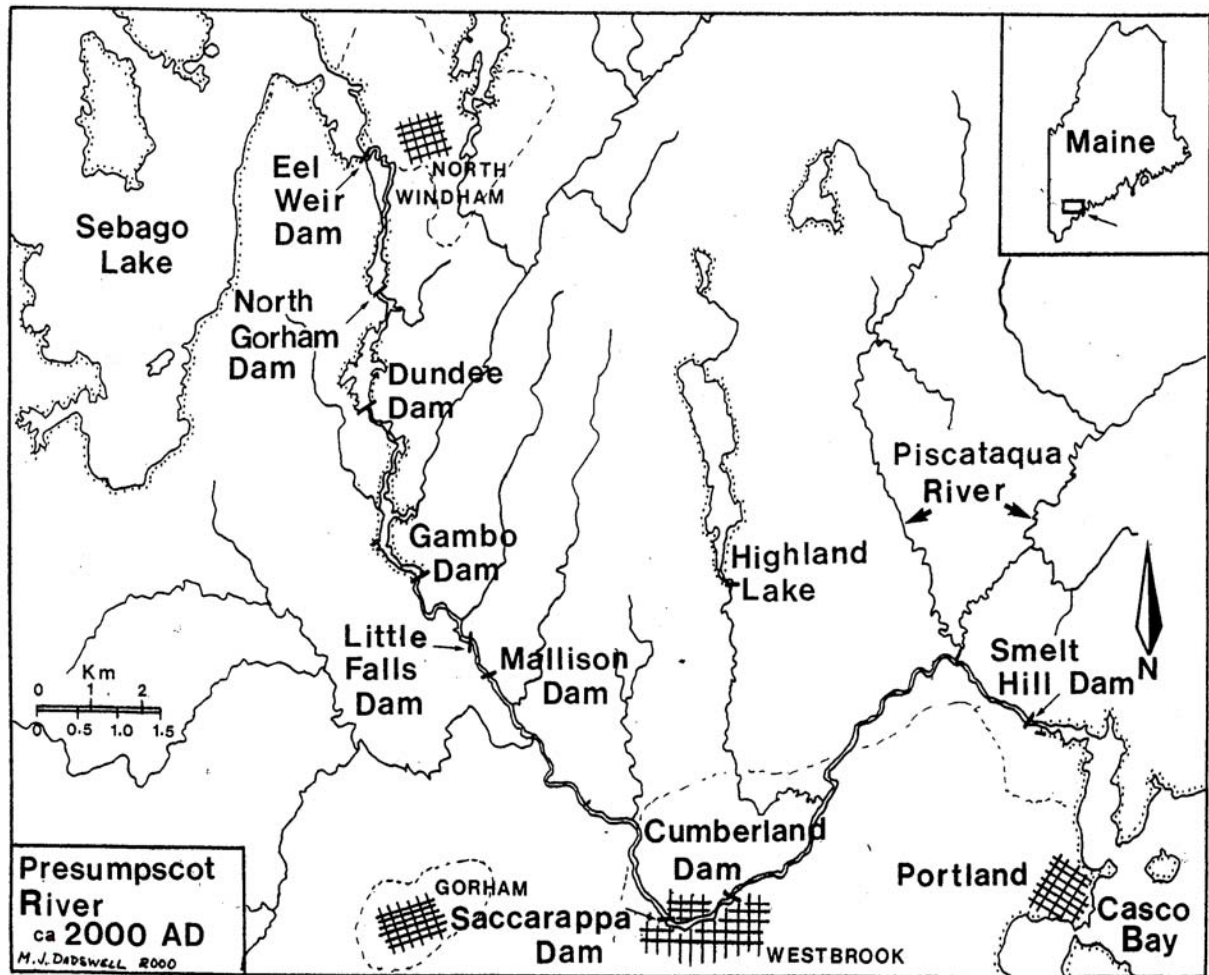 Maine
Eel
Weir
Dam
NORTH
WINDHAM
Sebago
Lake
North
Gorham
Dam
Dundee
Dam
Piscataqua
River
Gambo
Dam
Highland
Lake
Little
Falls
Dam
Mallison
Dam
Smelt
Hill Dam
N
Km
0 1 2
0 0.5 1.0 1.5
Cumberland
Dam
Portland
Casco
Bay
GORHAM
Saccarappa
Dam
WESTBROOK
Presumpscot
River
ca 2000 AD
M.J. DADSWELL 2000